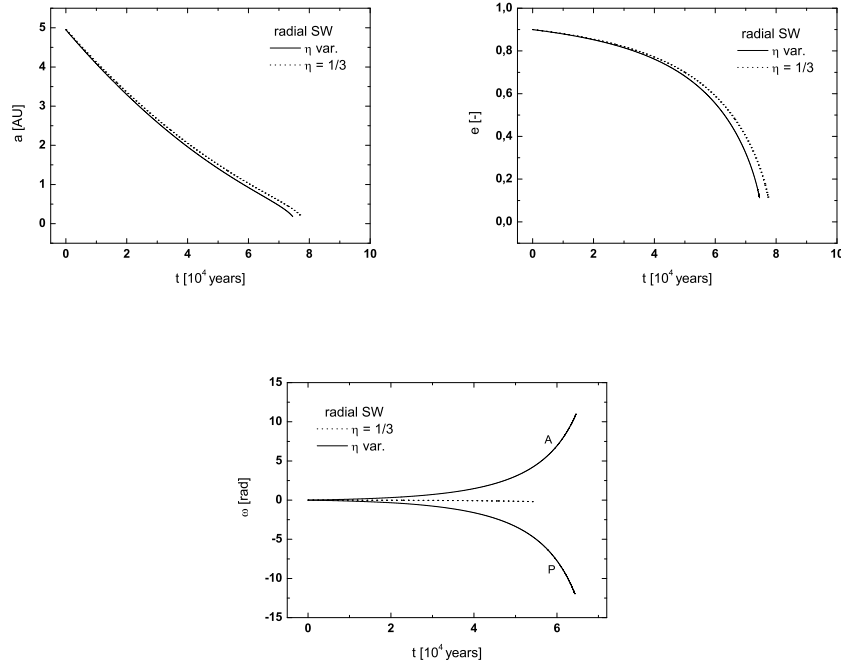 5
4
3
2
1
0
a [AU]
radial SW
η var.
η = 1/3
0 2 4 6 8 10
t [10⁴ years]
1,0
0,8
0,6
0,4
0,2
0,0
e [-]
radial SW
η var.
η = 1/3
0 2 4 6 8 10
t [10⁴ years]
15
10
5
0
-5
-10
-15
ω [rad]
radial SW
η = 1/3
η var.
A
P
0 2 4 6
t [10⁴ years]